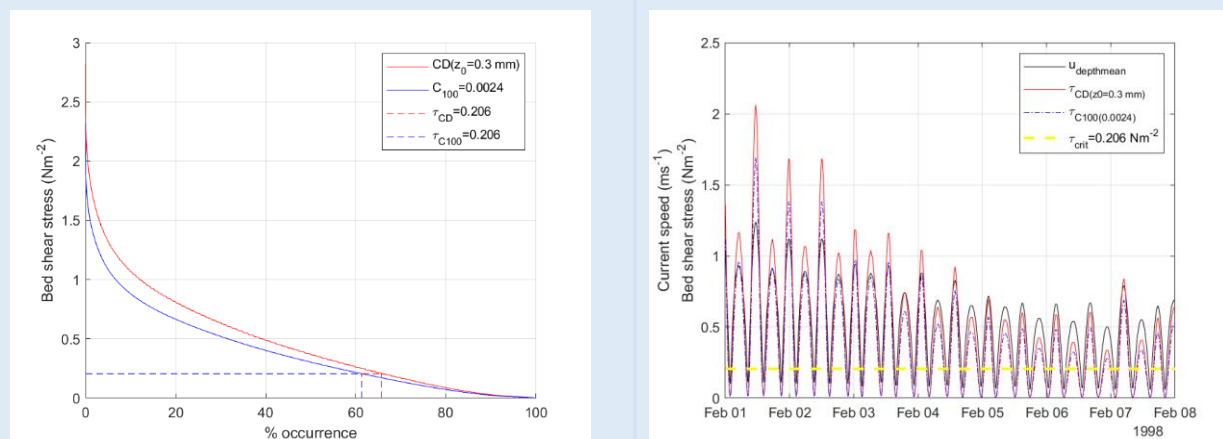 3
2.5
2
1.5
1
0.5
0
0
20
40
60
80
100
Bed shear stress (Nm-2)
% occurrence
CD(z0=0.3 mm)
C100=0.0024
τCD=0.206
τC100=0.206
2.5
2
1.5
1
0.5
0
Current speed (ms-1)
Bed shear stress (Nm-2)
udepthmean
τCD(z0=0.3 mm)
τC100(0.0024)
τcrit=0.206 Nm-2
Feb 01
Feb 02
Feb 03
Feb 04
Feb 05
Feb 06
Feb 07
Feb 08
1998